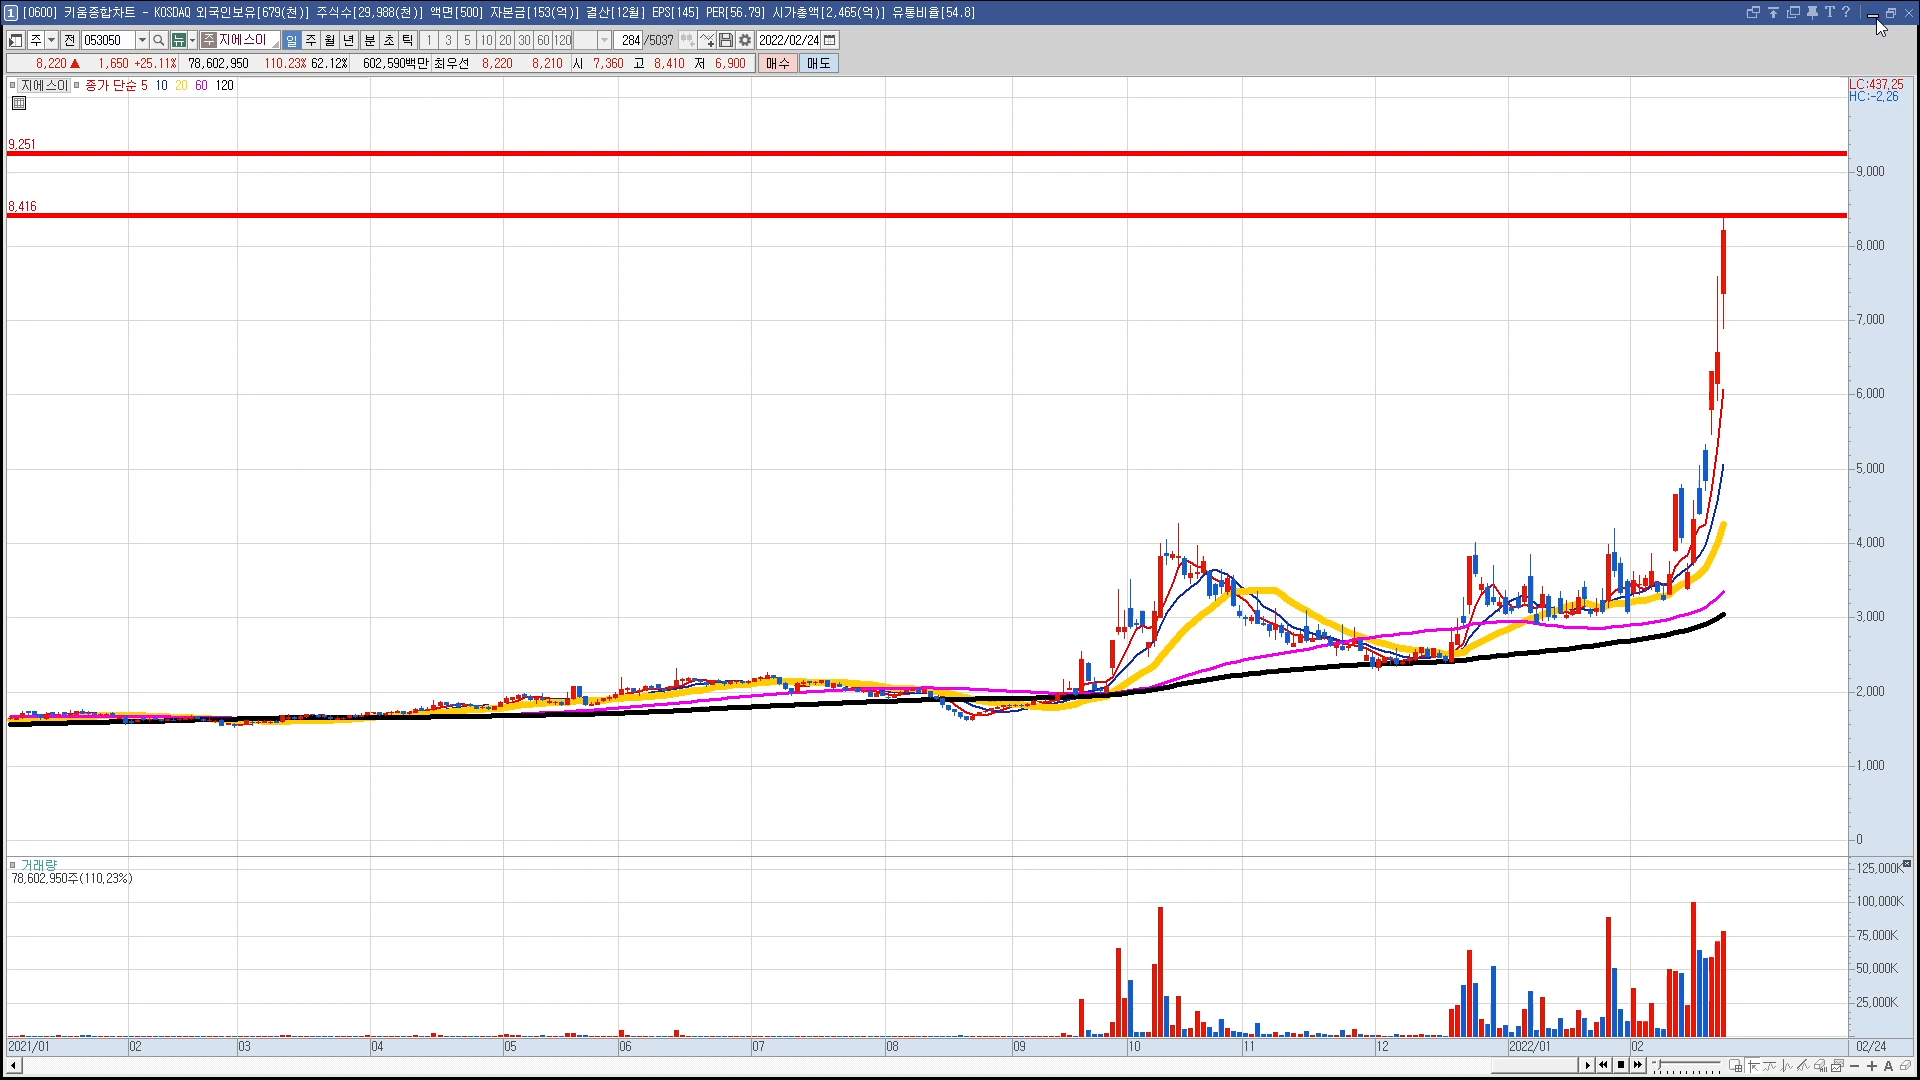 1 [0600] 키움종합차트 - KOSDAQ 외국인보유[679(천)] 주식수[29,988(천)] 액면[500] 자본금[153(억)] 결산[12월] EPS[145] PER[56.79] 시가총액[2,465(억)] 유통비율[54.8] T ?
주 전 053050 뉴 주 지에스이 일 주 월 년 분 초 틱 1 3 5 10 20 30 60 120 284 /5037 2022/02/24
8,220 ▲ 1,650 +25.11% 78,602,950 110.23% 62.12% 602,590백만 최우선 8,220 8,210 시 7,360 고 8,410 저 6,900 매수 매도
지에스이 종가 단순 5 10 20 60 120
LC:437,25
HC:-2,26
9,251
9,000
8,416
8,000
7,000
6,000
5,000
4,000
3,000
2,000
1,000
0
거래량
78,602,950주(110,23%)
125,000K
100,000K
75,000K
50,000K
25,000K
2021/01 02 03 04 05 06 07 08 09 10 11 12 2022/01 02 02/24
A